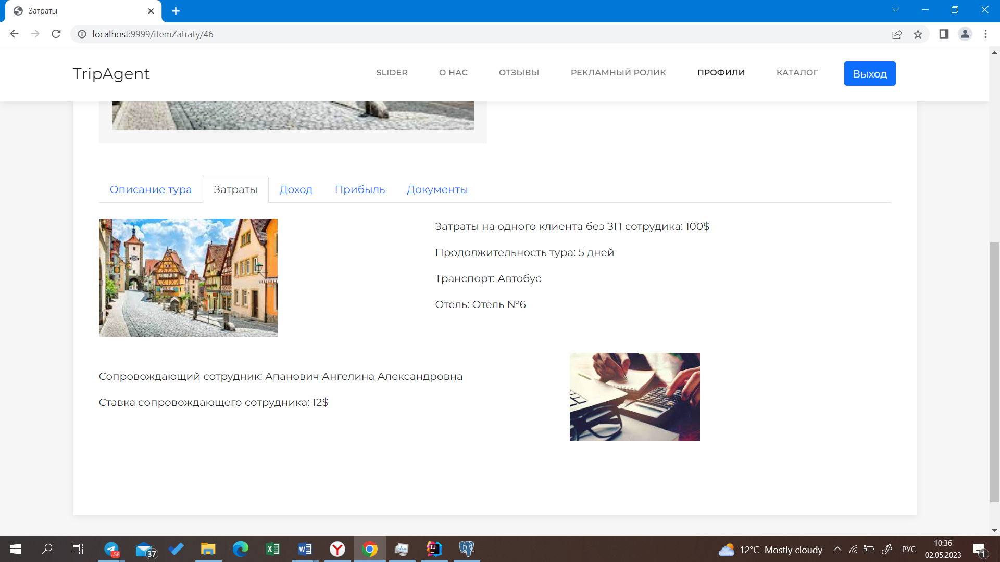 Затраты
localhost:9999/itemZatraty/46
TripAgent
SLIDER
О НАС
ОТЗЫВЫ
РЕКЛАМНЫЙ РОЛИК
ПРОФИЛИ
КАТАЛОГ
Выход
Описание тура
Затраты
Доход
Прибыль
Документы
Затраты на одного клиента без ЗП сотрудика: 100$
Продолжительность тура: 5 дней
Транспорт: Автобус
Отель: Отель №6
Сопровождающий сотрудник: Апанович Ангелина Александровна
Ставка сопровождающего сотрудника: 12$
..58
37
12°C Mostly cloudy
РУС
10:36
02.05.2023
1